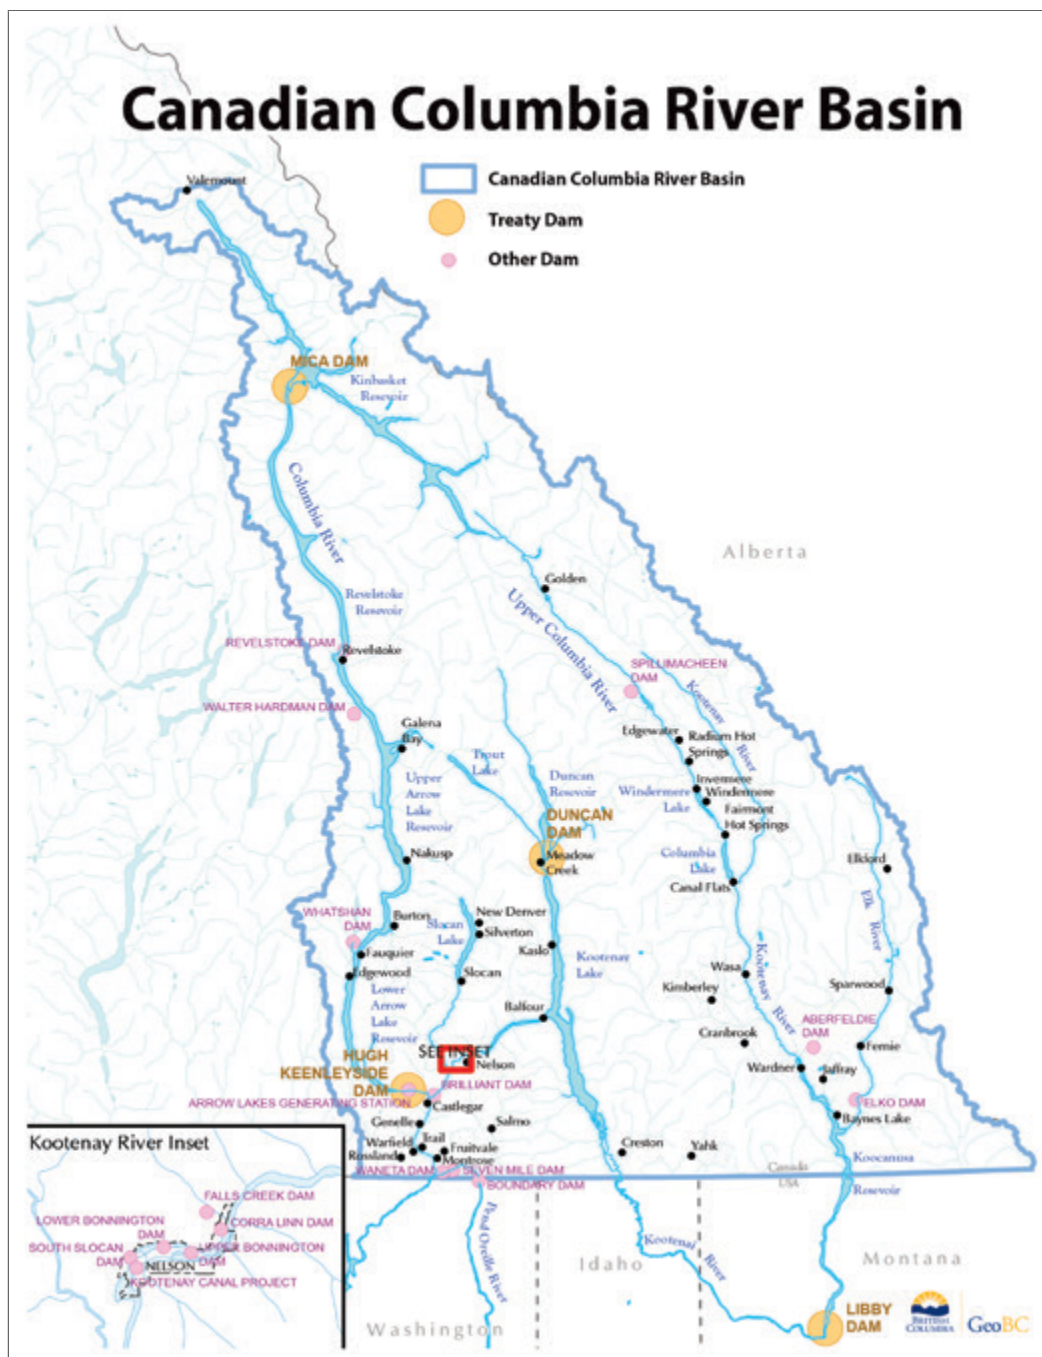 Canadian Columbia River Basin
Canadian Columbia River Basin
Treaty Dam
Other Dam
Valemount
MICA DAM
Kinbasket
Resevoir
Columbia River
Alberta
Golden
Upper Columbia River
Revelstoke
Resevoir
REVELSTOKE DAM
Revelstoke
SPILLIMACHEEN
DAM
Kootenay
River
WALTER HARDMAN DAM
Galena
Bay
Edgewater
Radium Hot
Springs
Trout
Lake
Upper
Arrow
Lake
Resevoir
Duncan
Resevoir
Windermere
Lake
Invermere
Windermere
Fairmont
Hot Springs
DUNCAN
DAM
Nakusp
Meadow
Creek
Columbia
Lake
Elkford
Canal Flats
Elk
River
WHATSHAN
DAM
Burton
Slocan
Lake
New Denver
Silverton
Fauquier
Kaslo
Kootenay
Lake
Kootenay River
Edgewood
Slocan
Wasa
Lower
Arrow
Lake
Resevoir
Kimberley
Sparwood
Balfour
ABERFELDIE
DAM
Cranbrook
Fernie
SEE INSET
HUGH
KEENLEYSIDE
DAM
Nelson
Wardner
Jaffray
BRILLIANT DAM
ARROW LAKES GENERATING STATION
Castlegar
ELKO DAM
Baynes Lake
Genelle
Salmo
Warfield
Trail
Fruitvale
Rossland
Montrose
Creston
Yahk
Koocanusa
Resevoir
WANETA DAM
SEVEN MILE DAM
BOUNDARY DAM
Canada
USA
Kootenay River Inset
FALLS CREEK DAM
LOWER BONNINGTON
DAM
CORRA LINN DAM
SOUTH SLOCAN
DAM
UPPER BONNINGTON
DAM
NELSON
KOOTENAY CANAL PROJECT
Pend Oreille River
Kootenai
River
Idaho
Montana
Washington
LIBBY
DAM
BRITISH
COLUMBIA
GeoBC